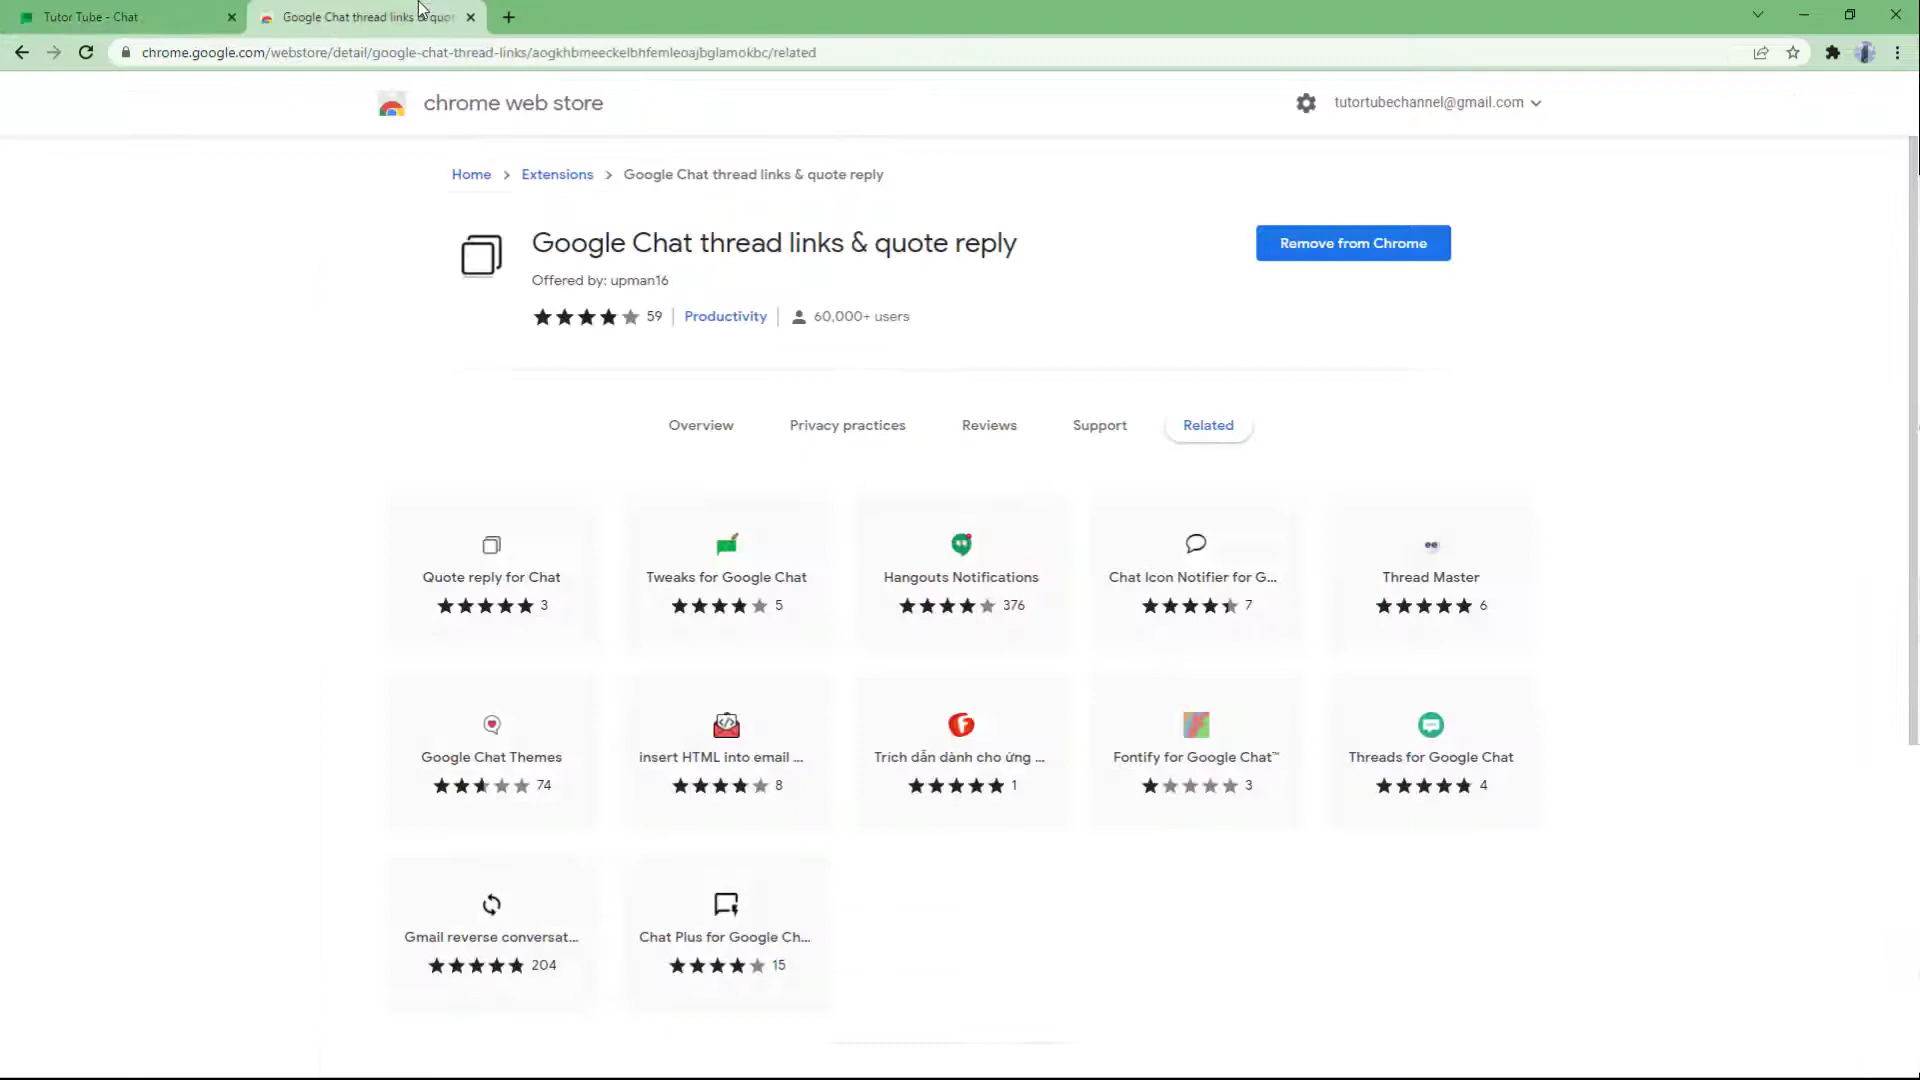 Tutor Tube - Chat
Google Chat thread links & quot
chrome.google.com/webstore/detail/google-chat-thread-links/aogkhbmeeckelbhfemleoajbglamokbc/related
chrome web store
tutortubechannel@gmail.com
Home > Extensions > Google Chat thread links & quote reply
Google Chat thread links & quote reply
Remove from Chrome
Offered by: upman16
59 | Productivity | 60,000+ users
Overview Privacy practices Reviews Support Related
Quote reply for Chat Tweaks for Google Chat Hangouts Notifications Chat Icon Notifier for G... Thread Master
3 5 376 7 6
Google Chat Themes insert HTML into email ... Trích dẫn dành cho ứng ... Fontify for Google Chat™ Threads for Google Chat
74 8 1 3 4
Gmail reverse conversat... Chat Plus for Google Ch...
204 15